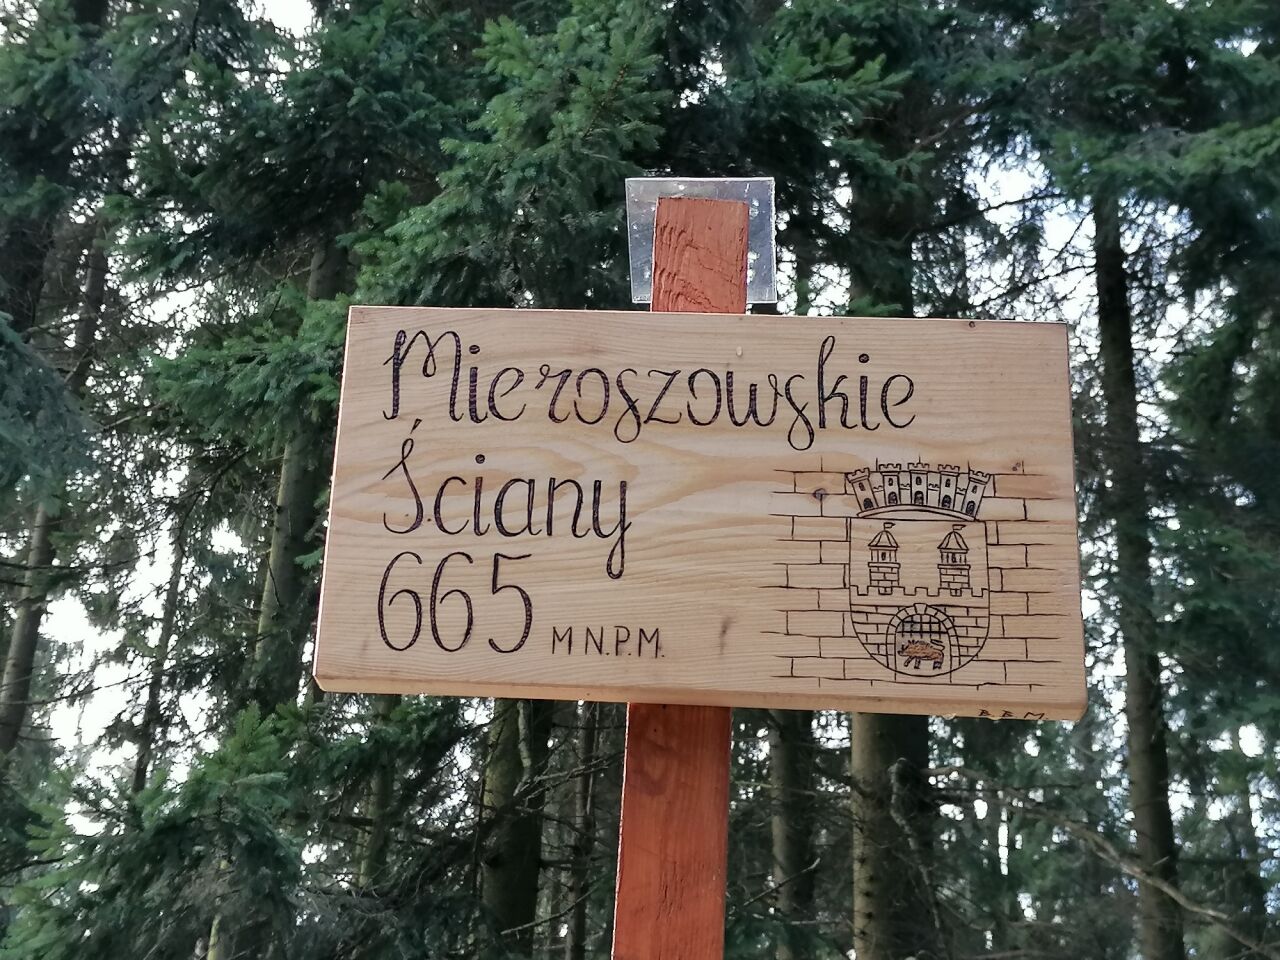 Mieroszowskie
Ściany
665 M N.P.M.
B.B.M.